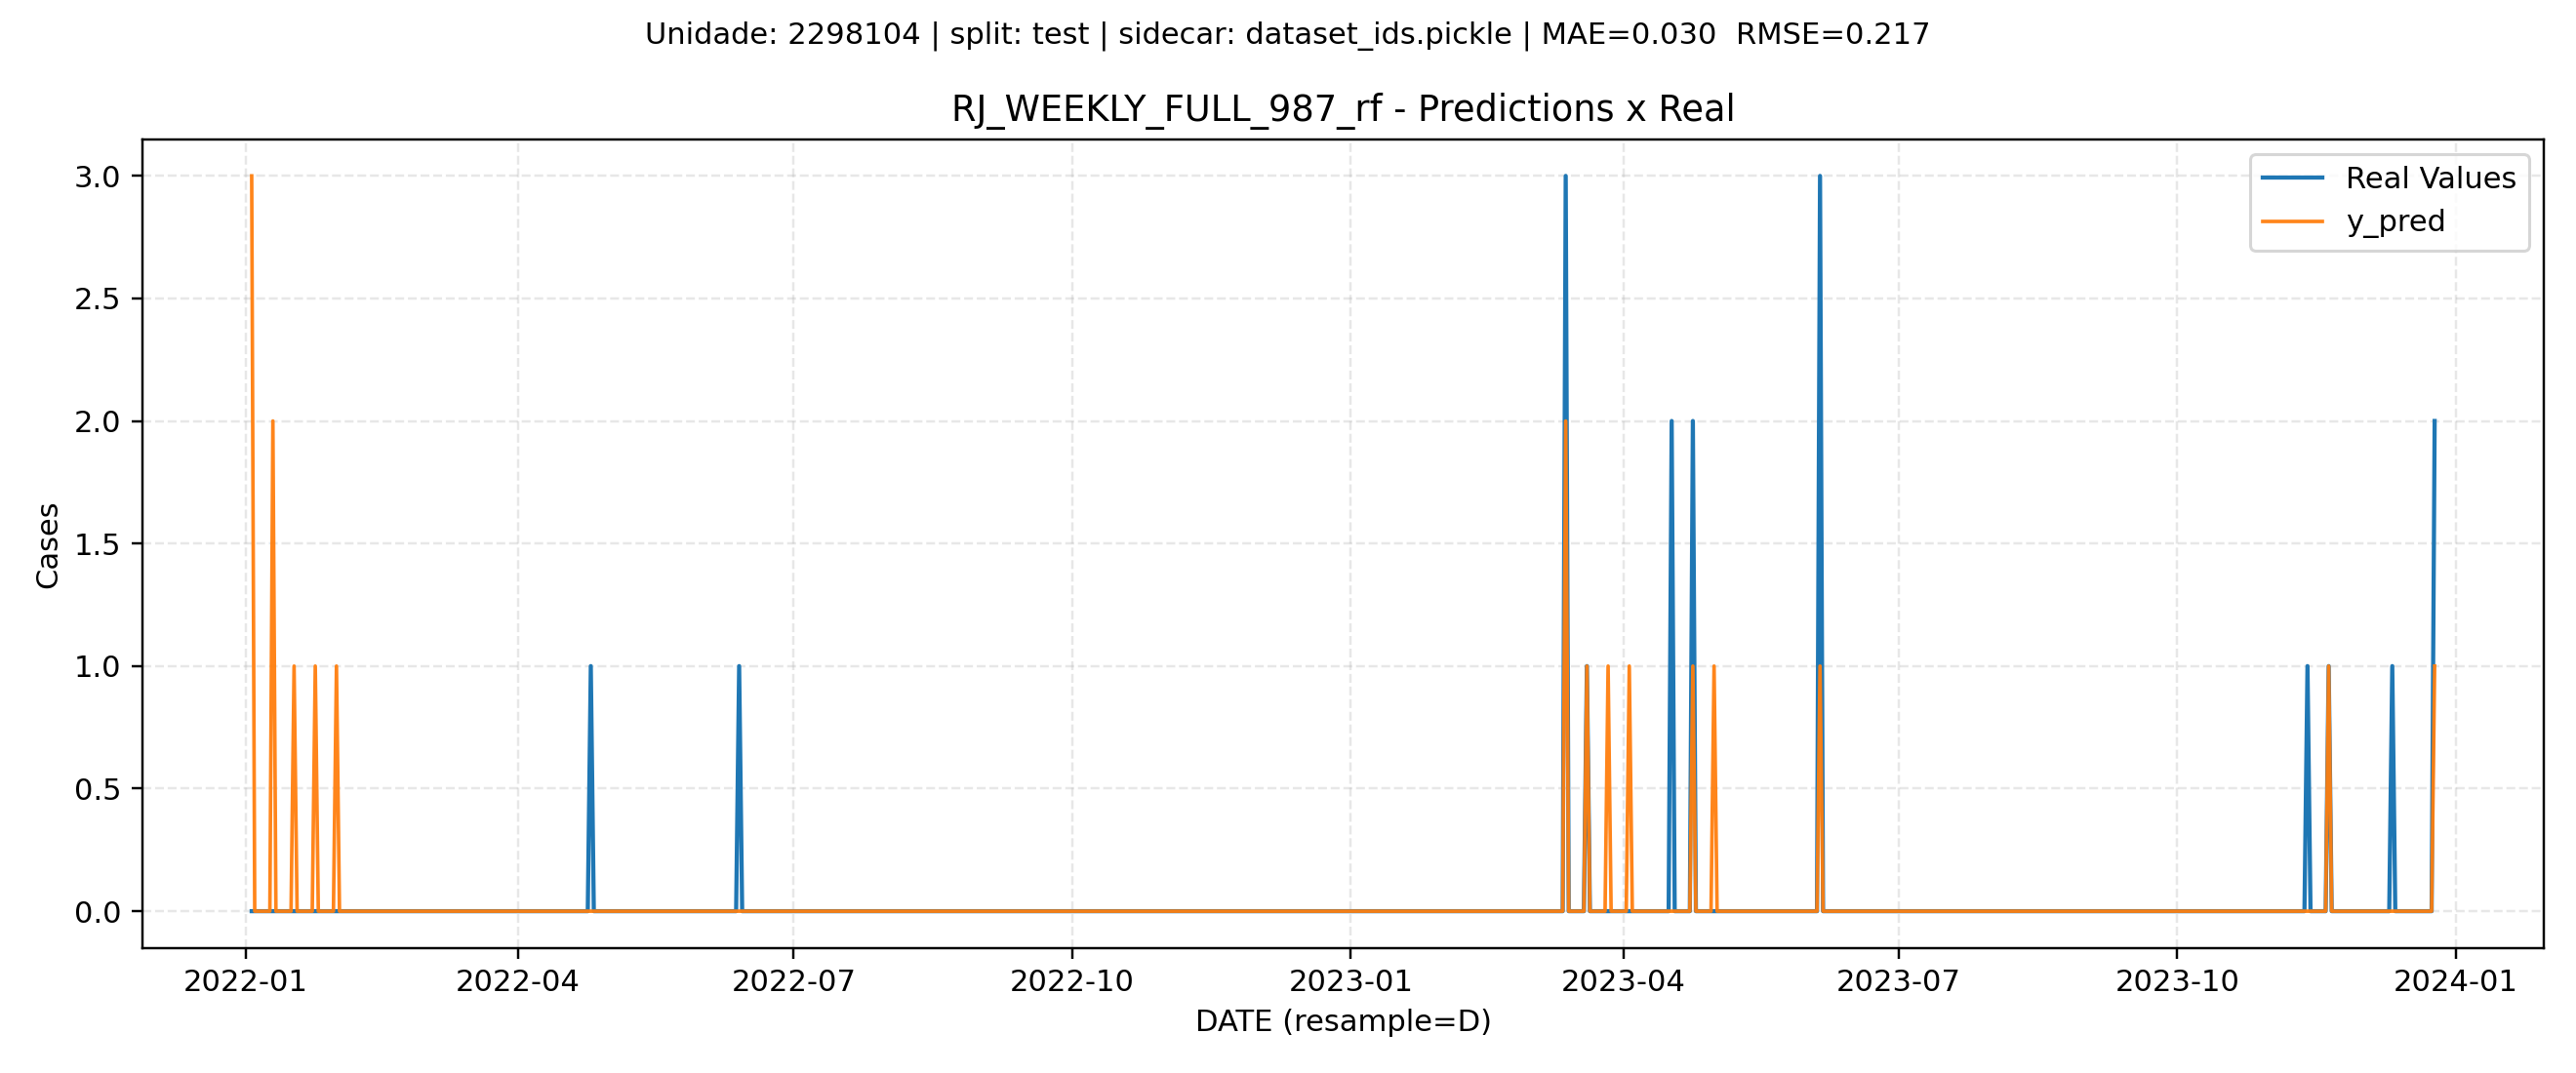 Unidade: 2298104 | split: test | sidecar: dataset_ids.pickle | MAE=0.030  RMSE=0.217
RJ_WEEKLY_FULL_987_rf - Predictions x Real
Real Values
y_pred
Cases
3.0
2.5
2.0
1.5
1.0
0.5
0.0
2022-01
2022-04
2022-07
2022-10
2023-01
2023-04
2023-07
2023-10
2024-01
DATE (resample=D)